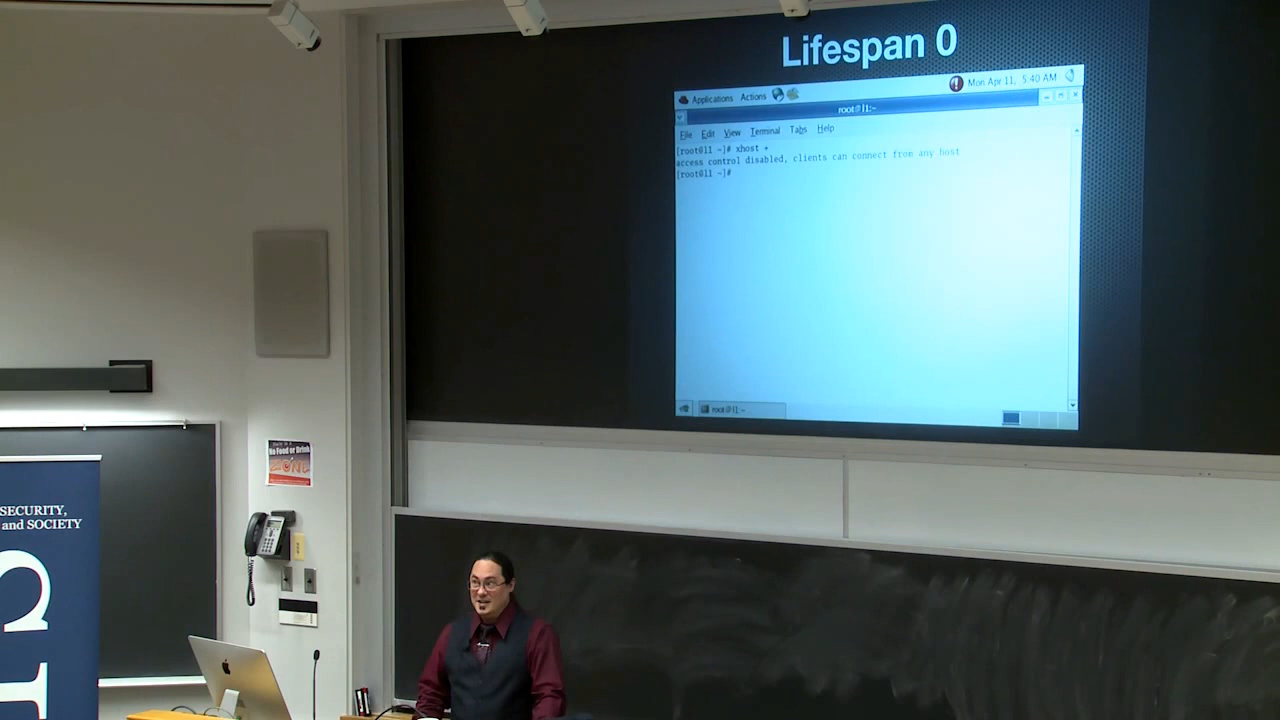 Lifespan 0
Applications Actions Mon Apr 11, 5:40 AM
root@l1:~
File Edit View Terminal Tabs Help
[root@l1 ~]# xhost +
access control disabled, clients can connect from any host
[root@l1 ~]#
root@l1:~
No Food or Drink
ZONE
SECURITY,
and SOCIETY